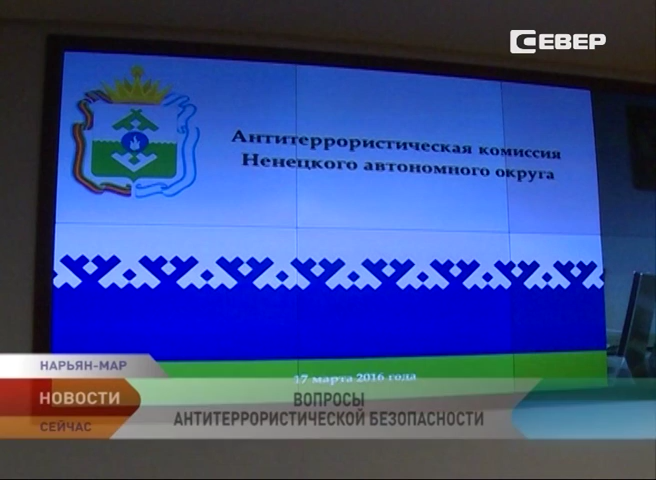 СЕВЕР
Антитеррористическая комиссия
Ненецкого автономного округа
17 марта 2016 года
НАРЬЯН-МАР
НОВОСТИ
СЕЙЧАС
ВОПРОСЫ
АНТИТЕРРОРИСТИЧЕСКОЙ БЕЗОПАСНОСТИ